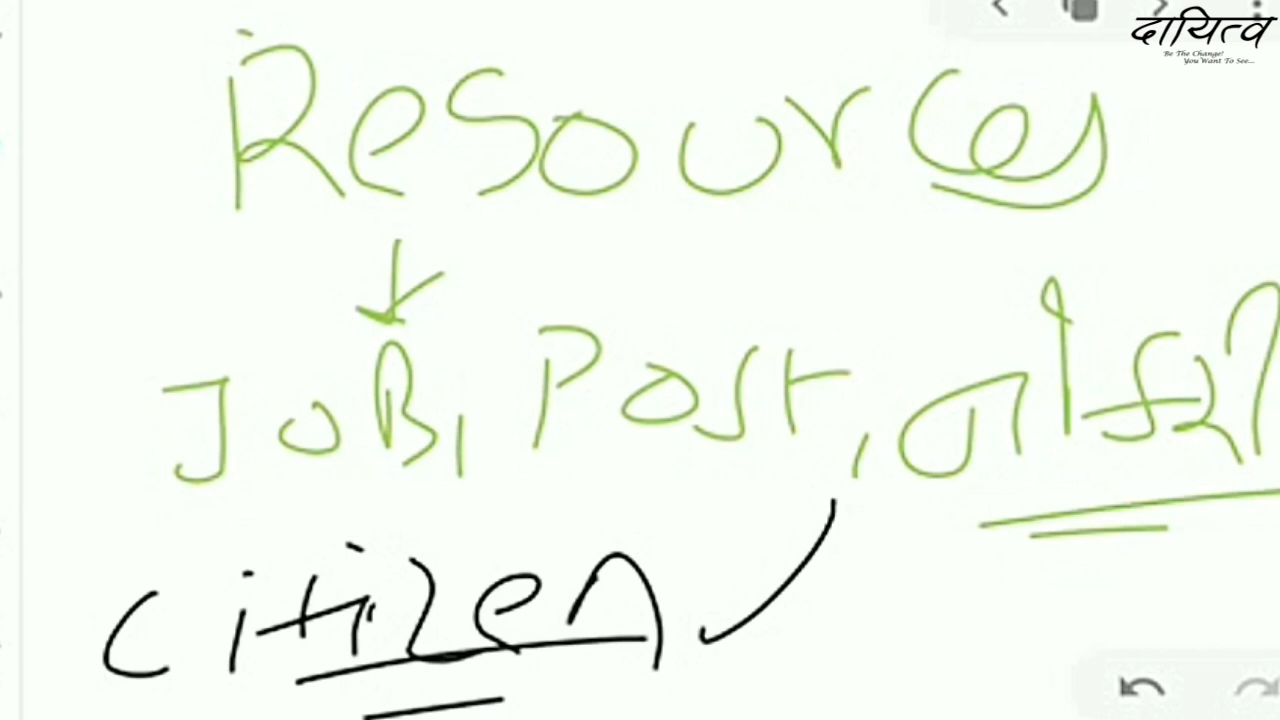 दायित्व
Be The Change!
You Want To See...
Resources
JoB, Post, नौकरी
citizen